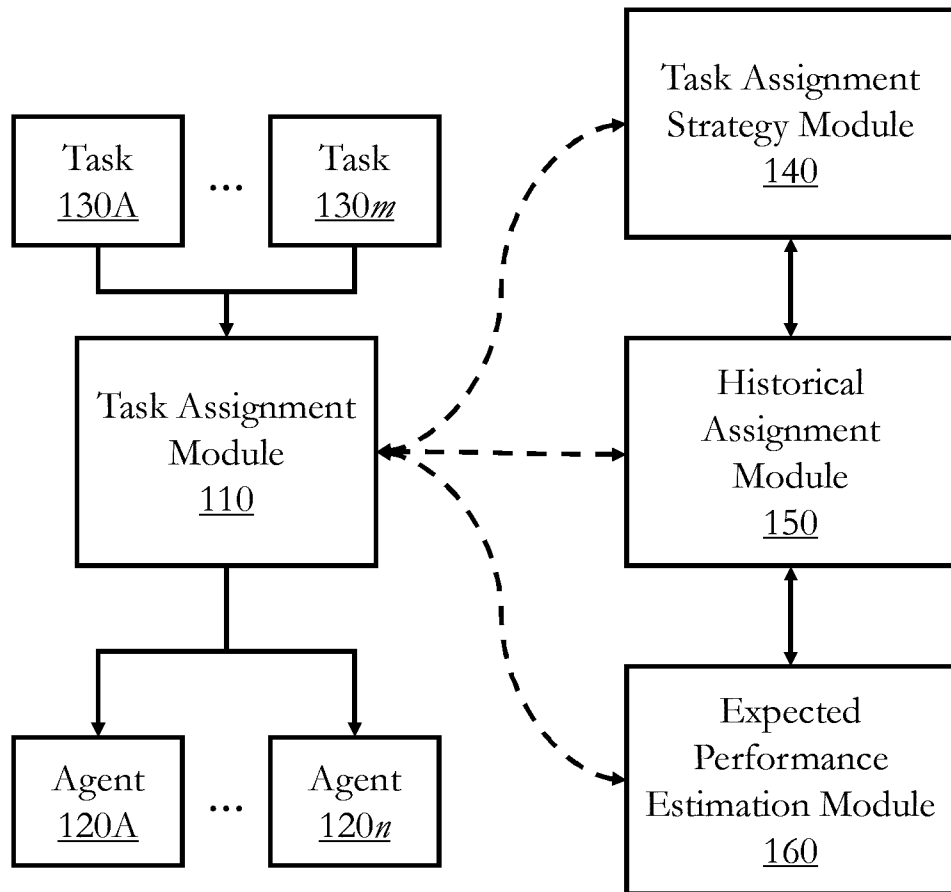 Task
130A
...
Task
130m
Task Assignment
Module
110
Agent
120A
...
Agent
120n
Task Assignment
Strategy Module
140
Historical
Assignment
Module
150
Expected
Performance
Estimation Module
160